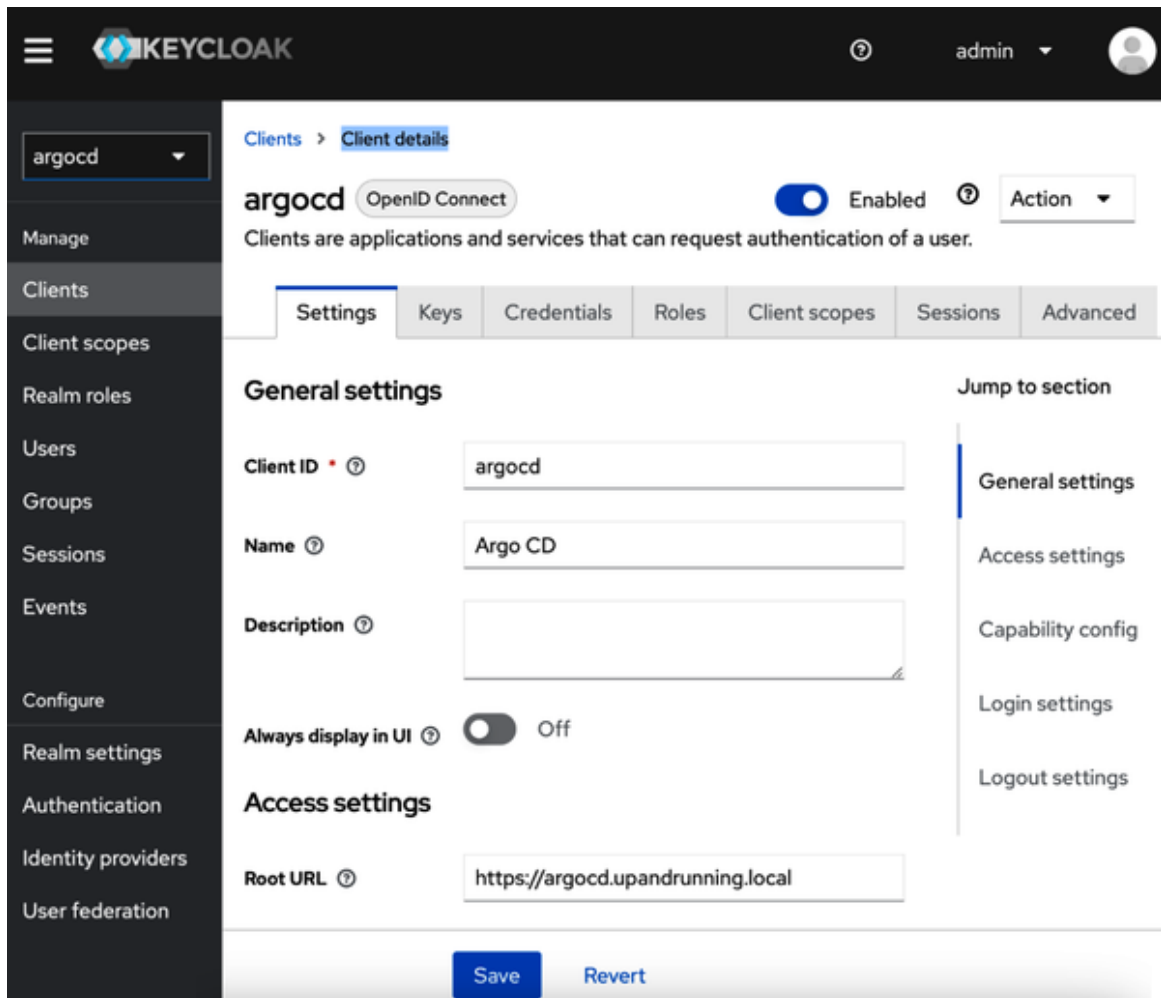 KEYCLOAK
admin
argocd
Manage
Clients
Client scopes
Realm roles
Users
Groups
Sessions
Events
Configure
Realm settings
Authentication
Identity providers
User federation
Clients > Client details
argocd OpenID Connect
Enabled
Action
Clients are applications and services that can request authentication of a user.
Settings Keys Credentials Roles Client scopes Sessions Advanced
General settings
Client ID *
argocd
Name
Argo CD
Description
Always display in UI
Off
Access settings
Root URL
https://argocd.upandrunning.local
Jump to section
General settings
Access settings
Capability config
Login settings
Logout settings
Save Revert